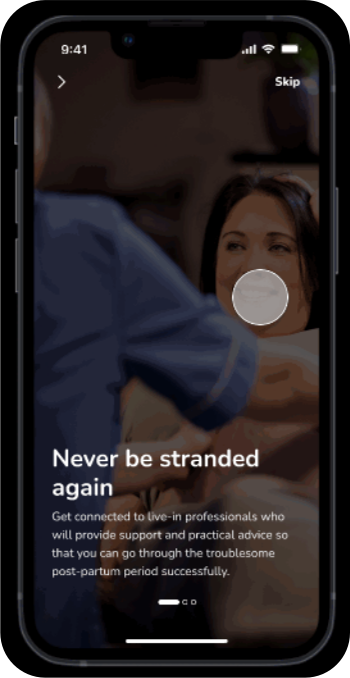 9:41
Skip
Never be stranded
again
Get connected to live-in professionals who
will provide support and practical advice so
that you can go through the troublesome
post-partum period successfully.